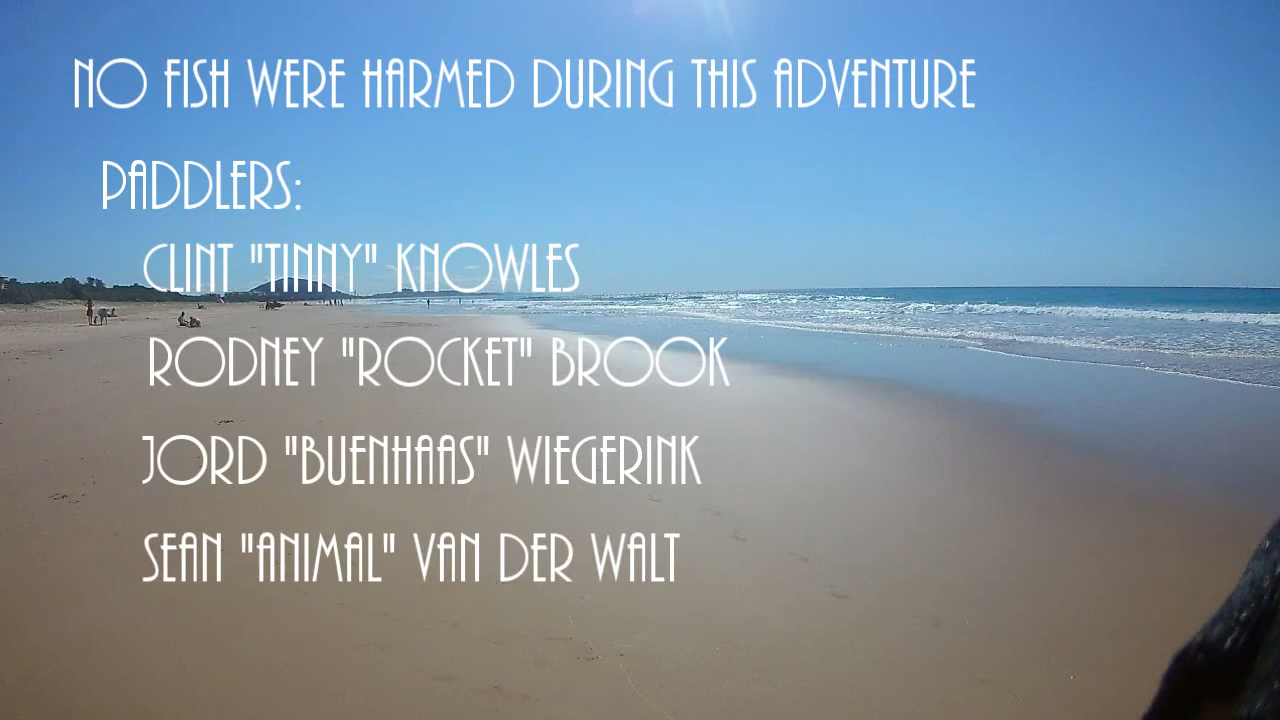 NO FISH WERE HARMED DURING THIS ADVENTURE
PADDLERS:
CLINT "TINNY" KNOWLES
RODNEY "ROCKET" BROOK
JORD "BUENHAAS" WIEGERINK
SEAN "ANIMAL" VAN DER WALT